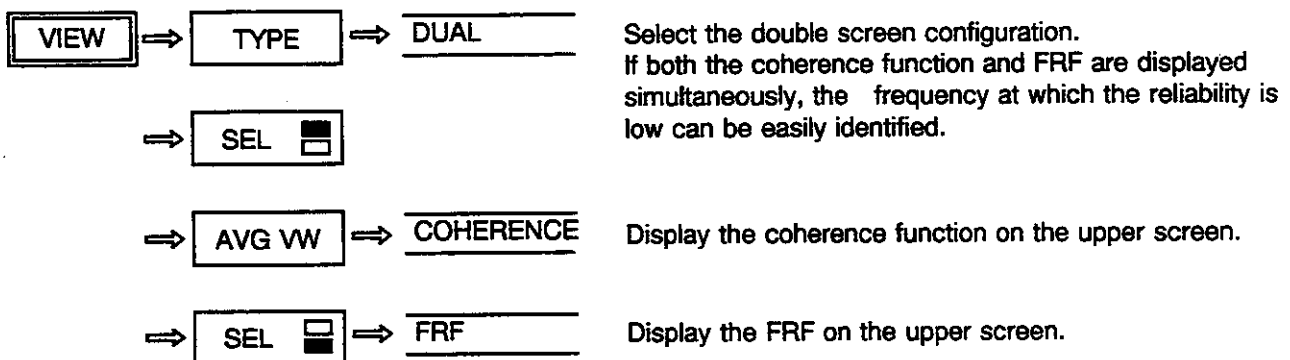 VIEW TYPE DUAL Select the double screen configuration.
If both the coherence function and FRF are displayed
simultaneously, the frequency at which the reliability is
low can be easily identified.
SEL
AVG VW COHERENCE Display the coherence function on the upper screen.
SEL FRF Display the FRF on the upper screen.